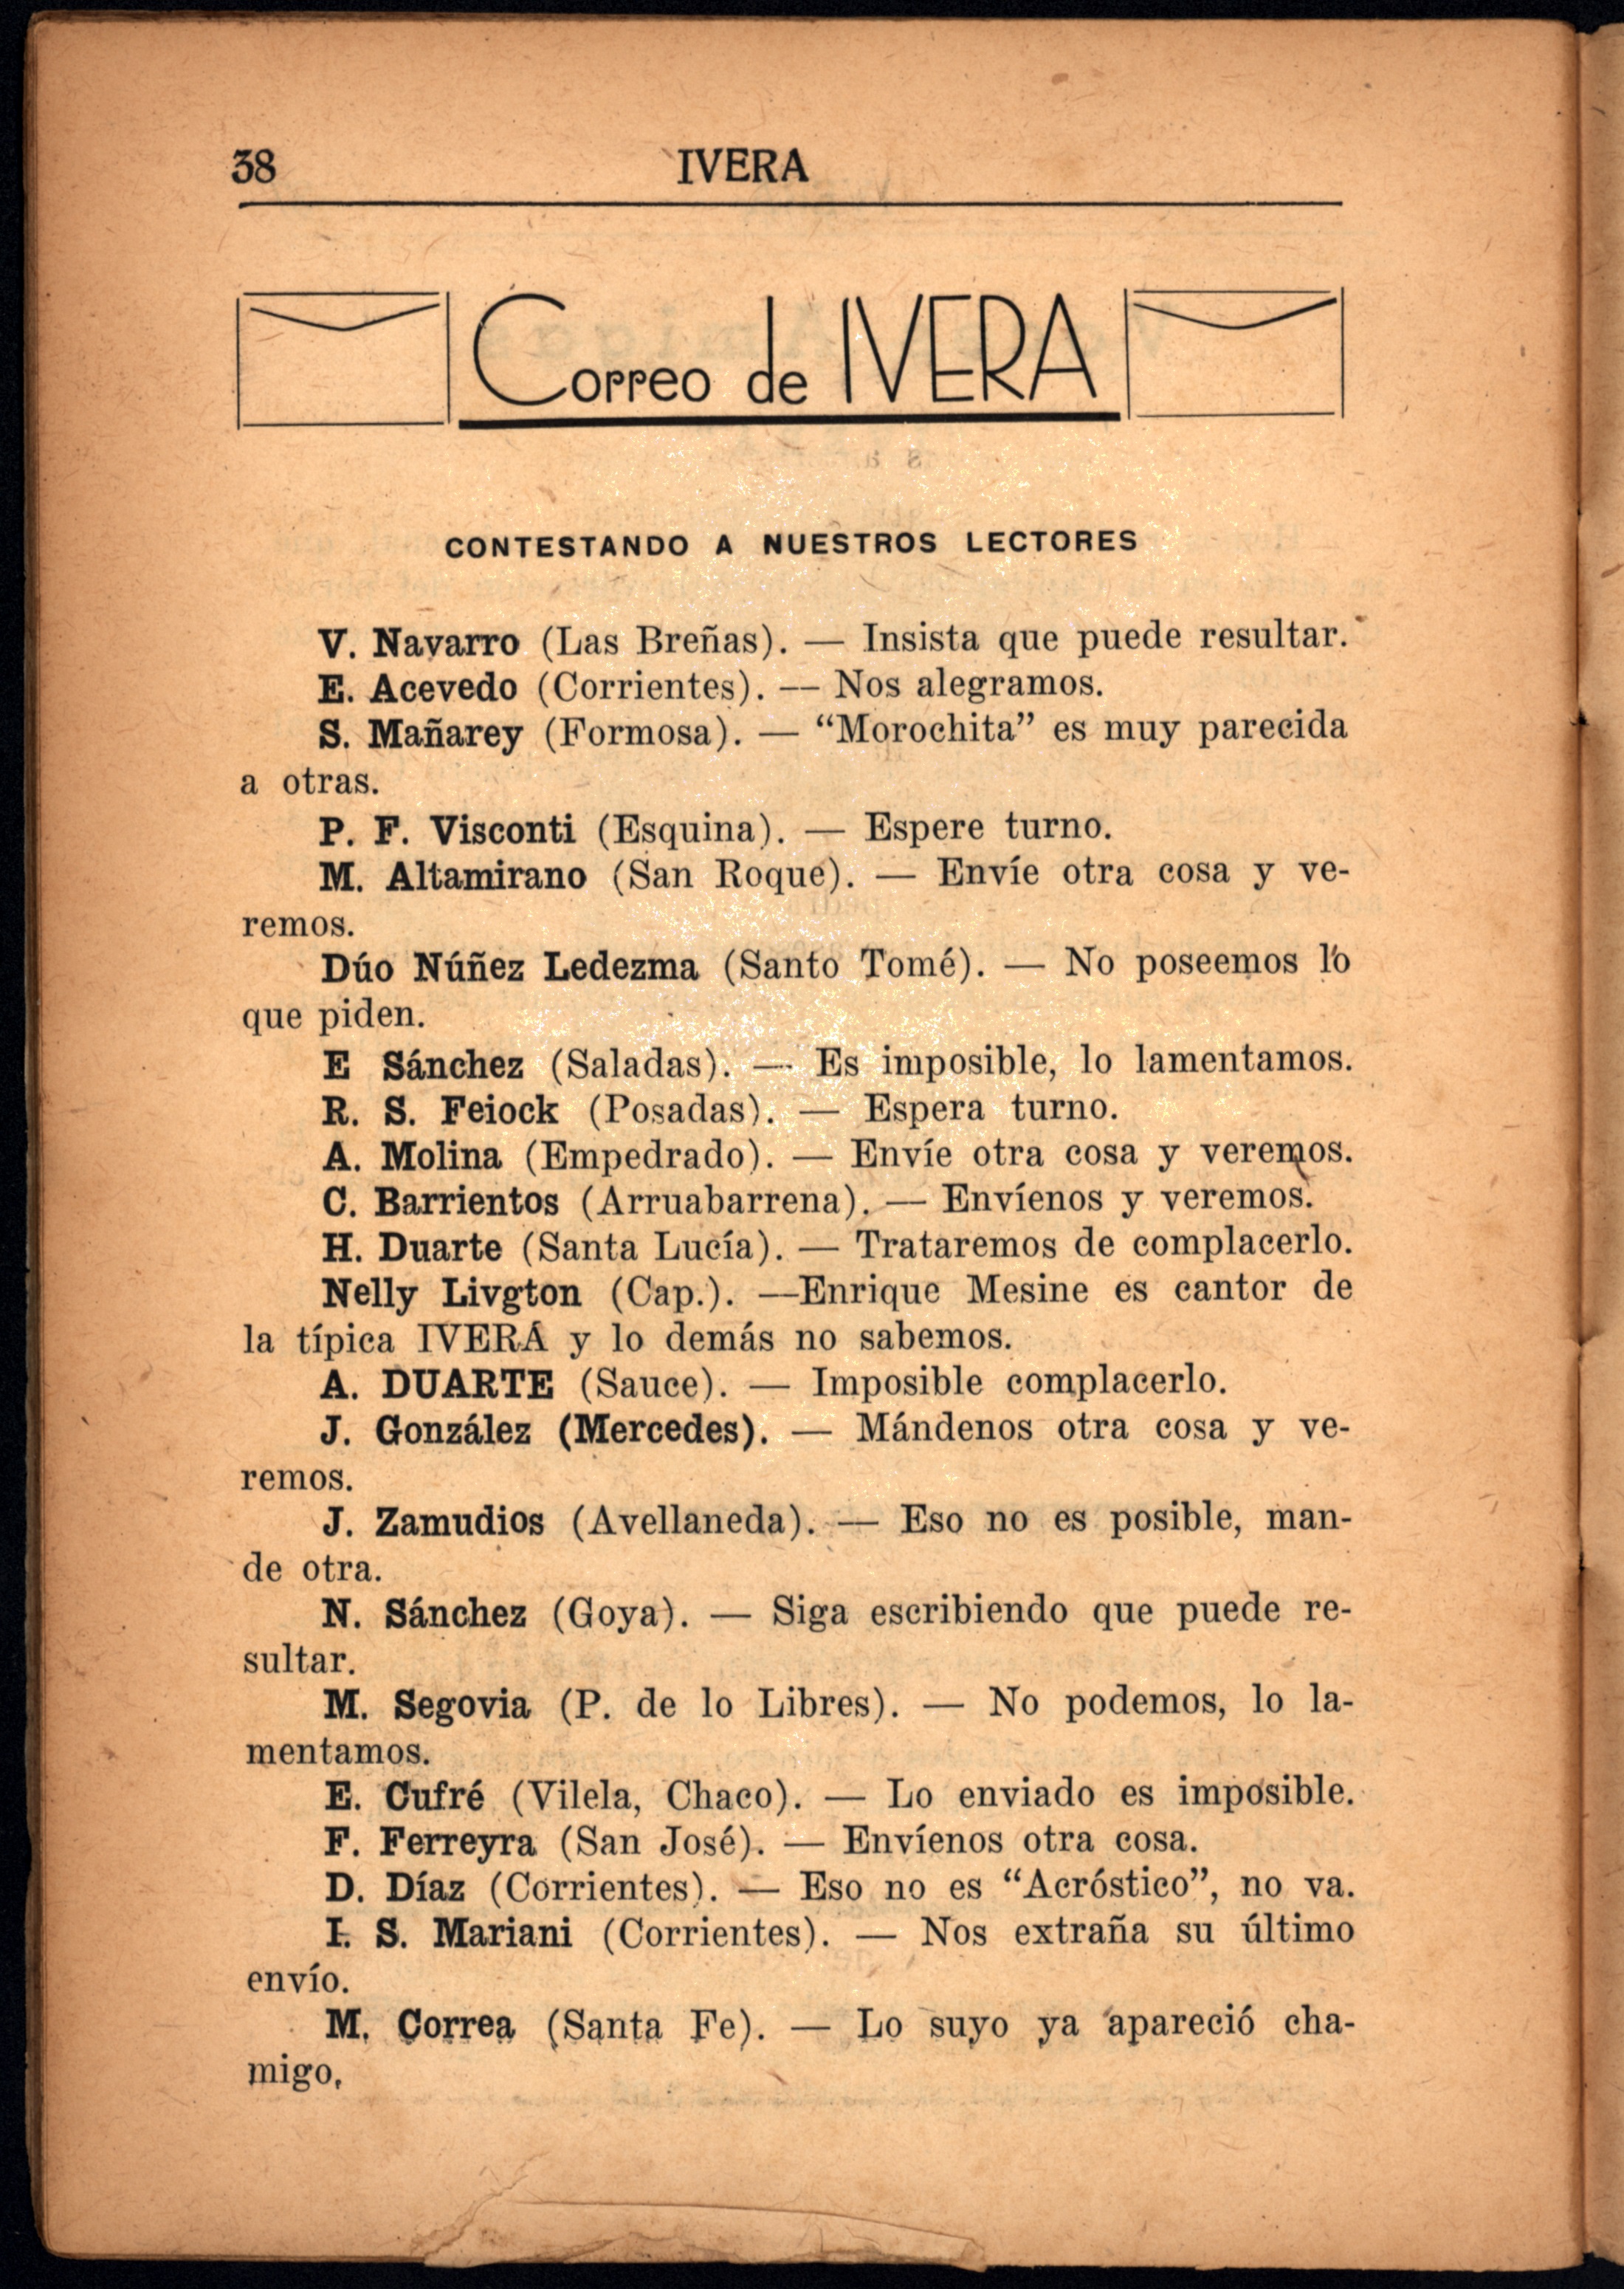 38
IVERA
Correo de IVERA
CONTESTANDO A NUESTROS LECTORES
V. Navarro (Las Breñas). — Insista que puede resultar.
E. Acevedo (Corrientes). — Nos alegramos.
S. Mañarey (Formosa). — “Morochita” es muy parecida
a otras.
P. F. Visconti (Esquina). — Espere turno.
M. Altamirano (San Roque). — Envíe otra cosa y ve-
remos.
Dúo Núñez Ledezma (Santo Tomé). — No poseemos lo
que piden.
E Sánchez (Saladas). — Es imposible, lo lamentamos.
R. S. Feiock (Posadas). — Espera turno.
A. Molina (Empedrado). — Envíe otra cosa y veremos.
C. Barrientos (Arruabarrena). — Envíenos y veremos.
H. Duarte (Santa Lucía). — Trataremos de complacerlo.
Nelly Livgton (Cap.). —Enrique Mesine es cantor de
la típica IVERÁ y lo demás no sabemos.
A. DUARTE (Sauce). — Imposible complacerlo.
J. González (Mercedes). — Mándenos otra cosa y ve-
remos.
J. Zamudios (Avellaneda). — Eso no es posible, man-
de otra.
N. Sánchez (Goya). — Siga escribiendo que puede re-
sultar.
M. Segovia (P. de lo Libres). — No podemos, lo la-
mentamos.
E. Cufré (Vilela, Chaco). — Lo enviado es imposible.
F. Ferreyra (San José). — Envíenos otra cosa.
D. Díaz (Corrientes). — Eso no es “Acróstico”, no va.
I. S. Mariani (Corrientes). — Nos extraña su último
envío.
M. Correa (Santa Fe). — Lo suyo ya apareció cha-
migo,